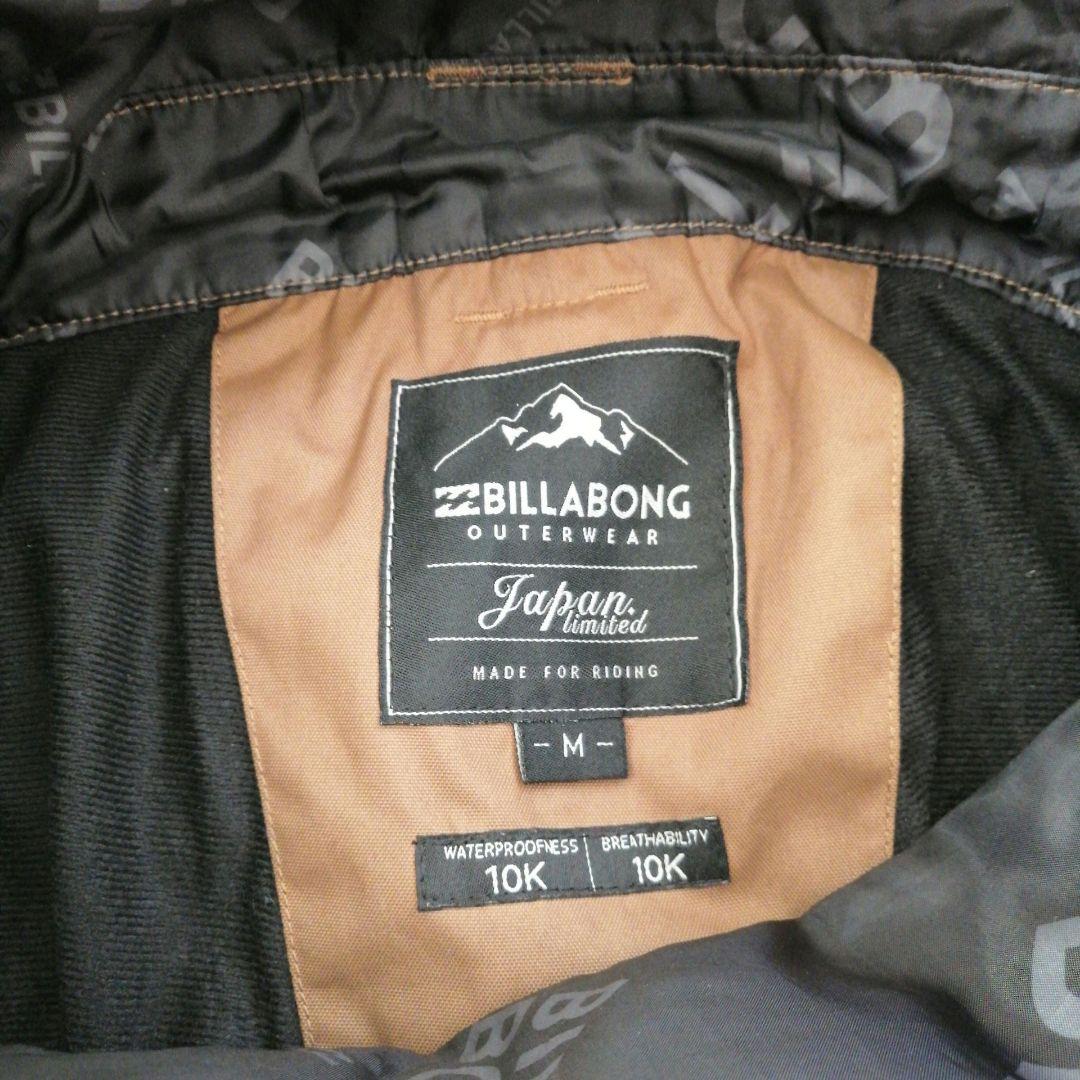 BILLABONG
OUTERWEAR
Japan.
limited
MADE FOR RIDING
- M -
WATERPROOFNESS
10K
BREATHABILITY
10K